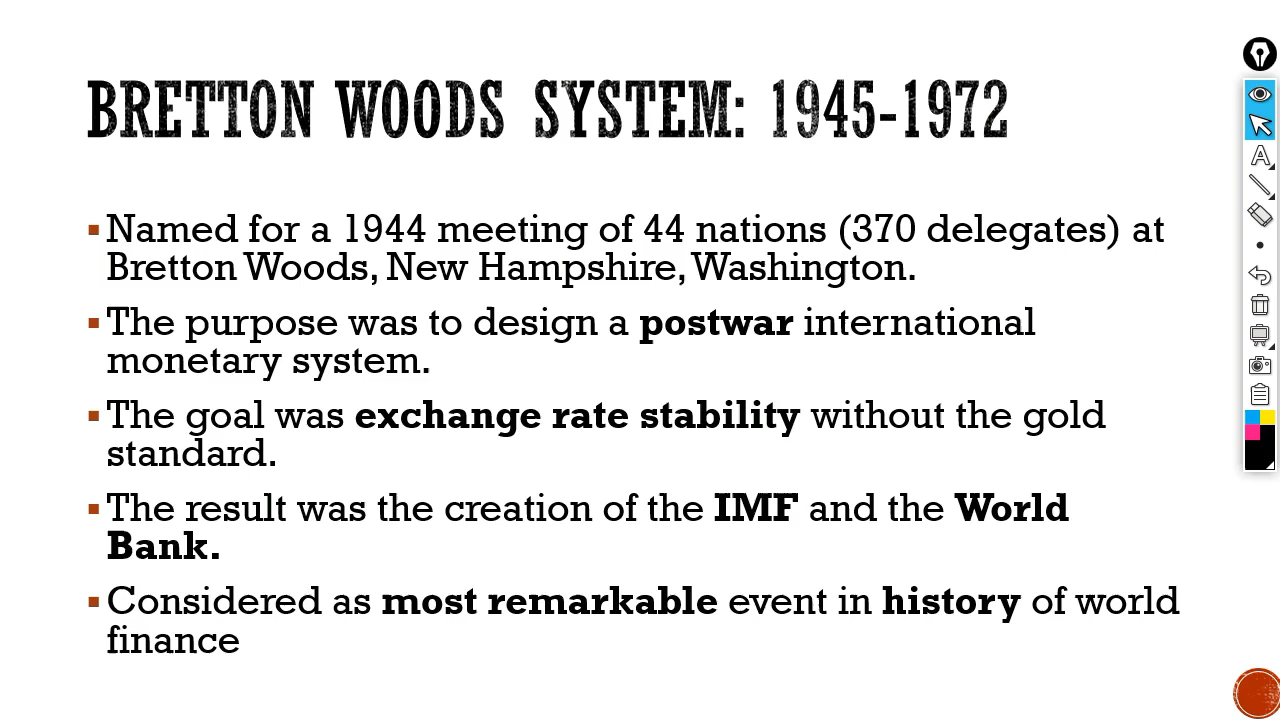 BRETTON WOODS SYSTEM: 1945-1972
▪Named for a 1944 meeting of 44 nations (370 delegates) at
Bretton Woods, New Hampshire, Washington.
▪The purpose was to design a postwar international
monetary system.
▪The goal was exchange rate stability without the gold
standard.
▪The result was the creation of the IMF and the World
Bank.
▪Considered as most remarkable event in history of world
finance
A